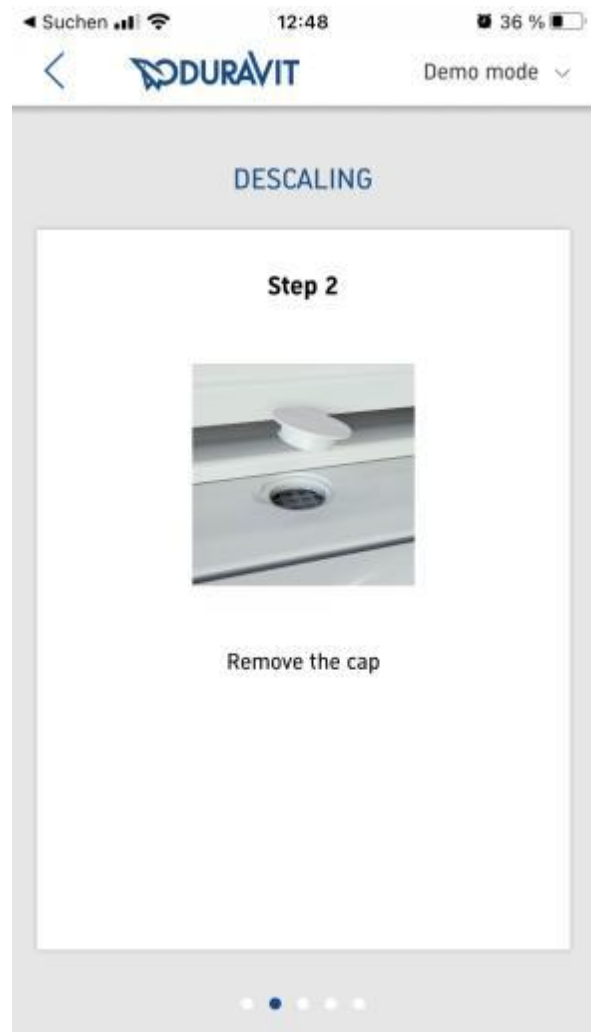 ◀ Suchen 12:48 36 %
DURAVIT Demo mode
DESCALING
Step 2
Remove the cap